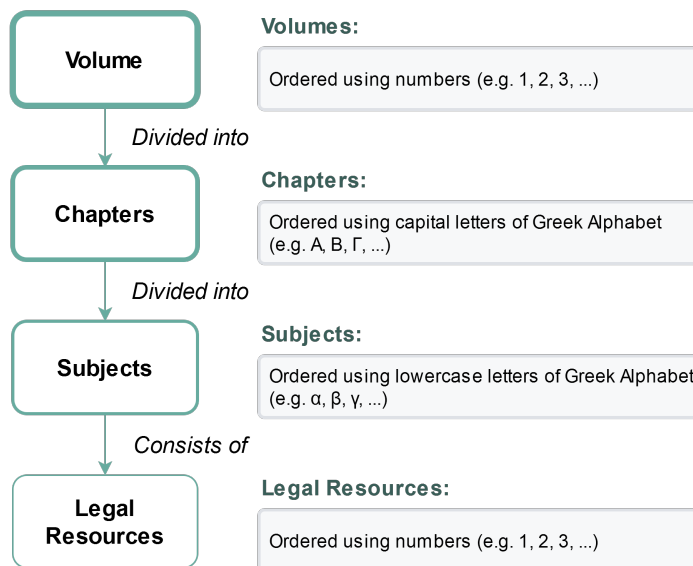 Volume
Volumes:
Ordered using numbers (e.g. 1, 2, 3, ...)
Divided into
Chapters
Chapters:
Ordered using capital letters of Greek Alphabet
(e.g. Α, Β, Γ, ...)
Divided into
Subjects
Subjects:
Ordered using lowercase letters of Greek Alphabet
(e.g. α, β, γ, ...)
Consists of
Legal
Resources
Legal Resources:
Ordered using numbers (e.g. 1, 2, 3, ...)